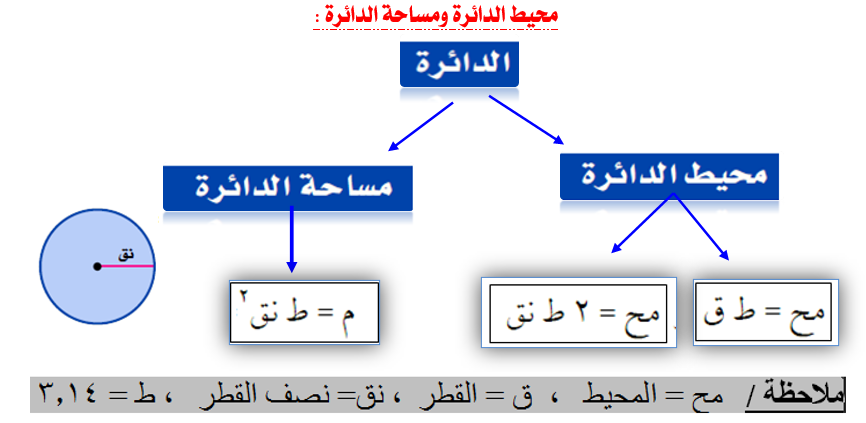 محيط الدائرة ومساحة الدائرة :
الدائرة
محيط الدائرة
مساحة الدائرة
نق
مح = ط ق
مح = ٢ ط نق
م = ط نق٢
ملاحظة / مح = المحيط ، ق = القطر ، نق= نصف القطر ، ط = ٣,١٤